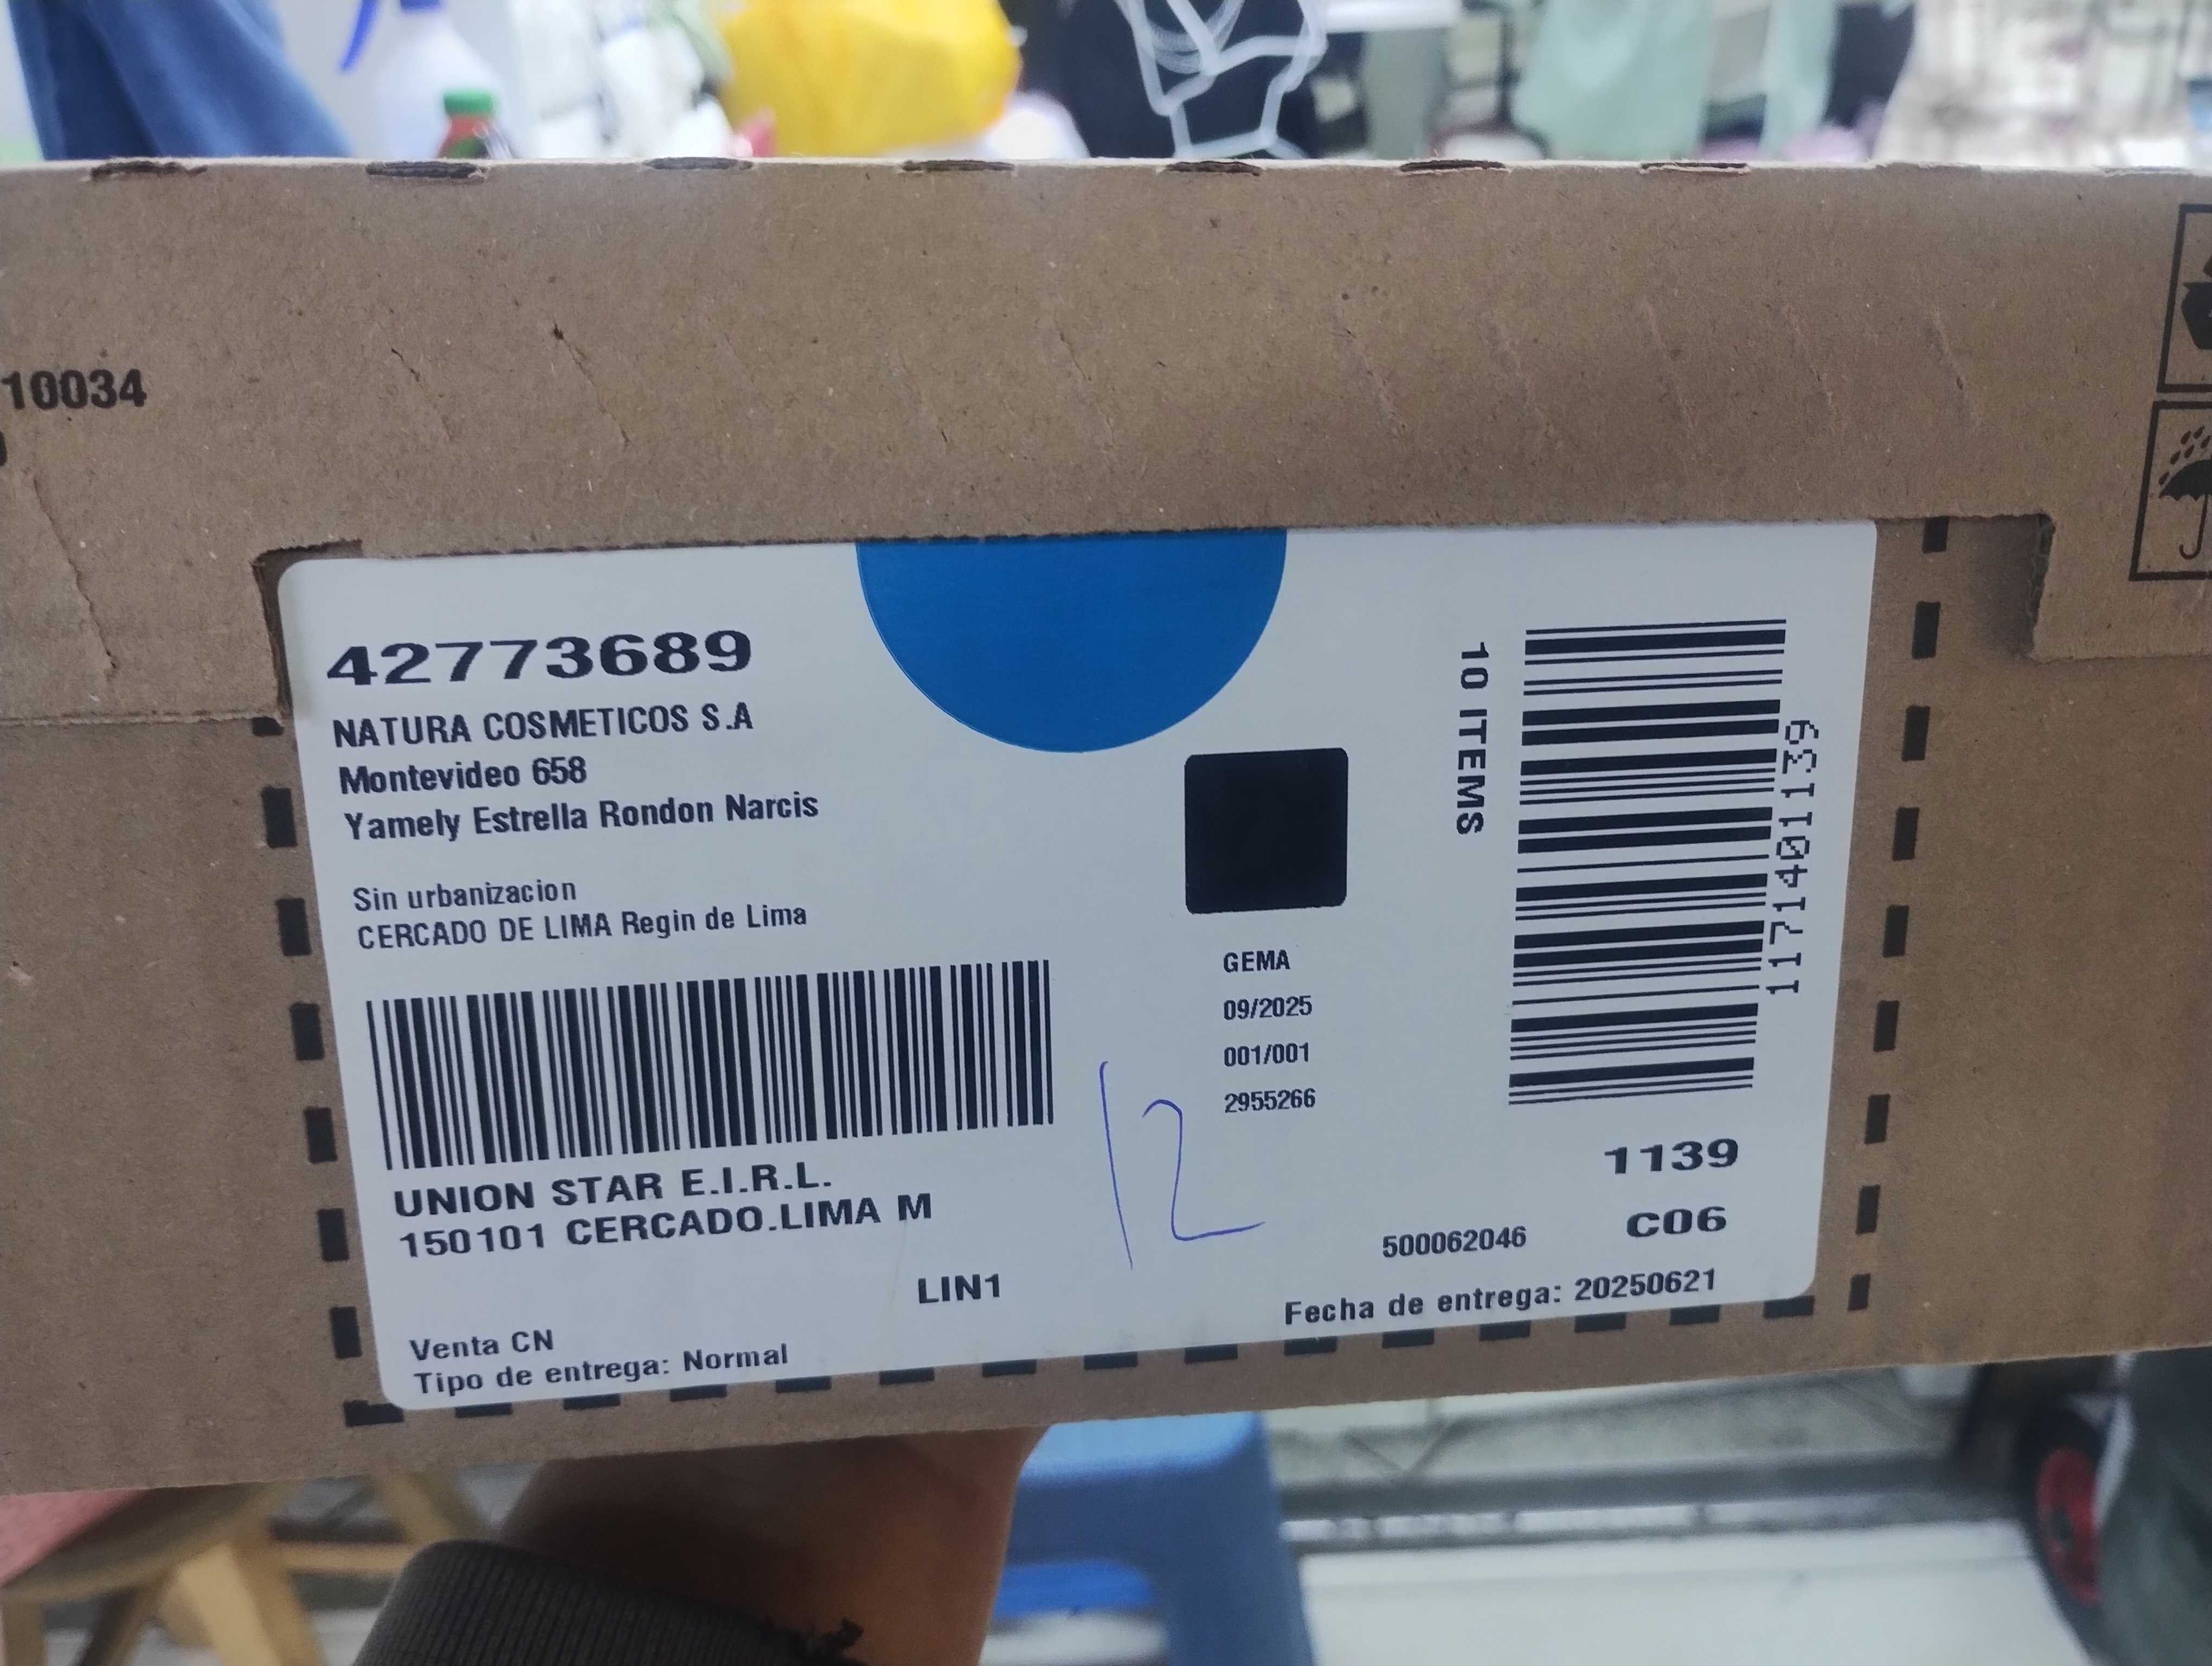 10034
42773689
NATURA COSMETICOS S.A
Montevideo 658
Yamely Estrella Rondon Narcis
Sin urbanizacion
CERCADO DE LIMA Regin de Lima
UNION STAR E.I.R.L.
150101 CERCADO.LIMA M
LIN1
Venta CN
Tipo de entrega: Normal
12
GEMA
09/2025
001/001
2955266
10 ITEMS
11714401139
1139
C06
500062046
Fecha de entrega: 20250621